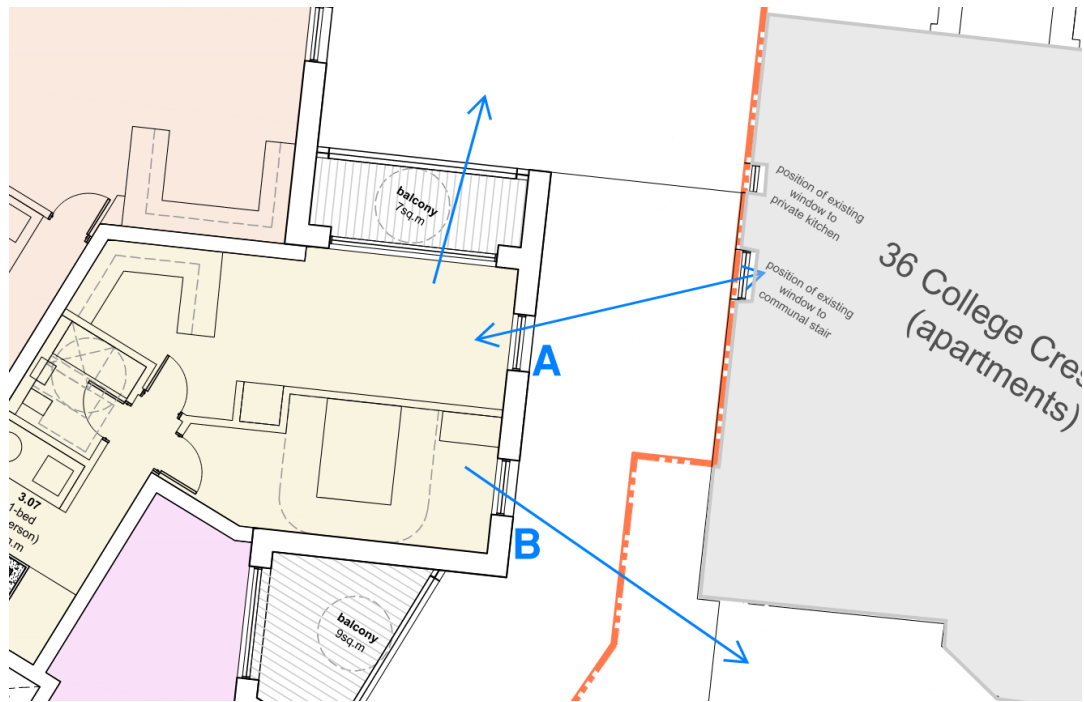 balcony
7sq.m
position of existing
window to
private kitchen
position of existing
window to
communal stair
36 College Cres
(apartments)
A
B
3.07
1-bed
erson)
balcony
9sq.m